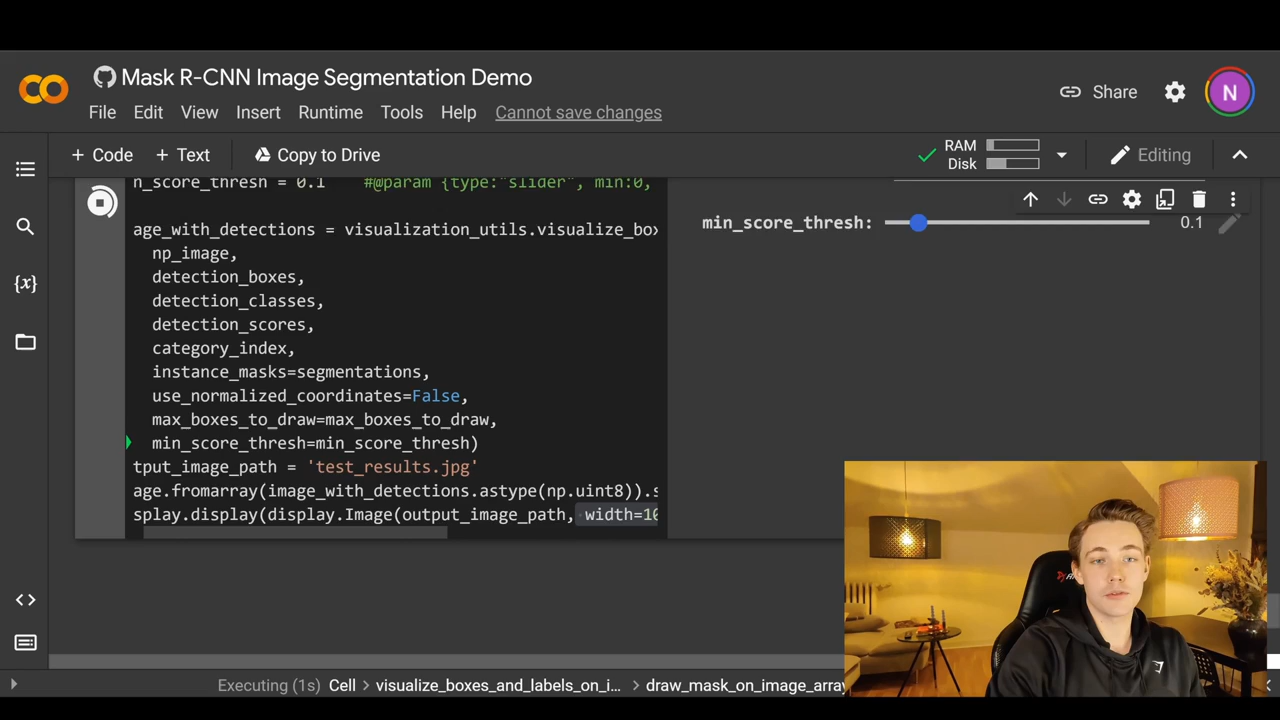 Mask R-CNN Image Segmentation Demo
File Edit View Insert Runtime Tools Help Cannot save changes
Share
N
+ Code + Text Copy to Drive
RAM
Disk
Editing
n_score_thresh = 0.1 #@param {type:"slider", min:0,
age_with_detections = visualization_utils.visualize_box
np_image,
detection_boxes,
detection_classes,
detection_scores,
category_index,
instance_masks=segmentations,
use_normalized_coordinates=False,
max_boxes_to_draw=max_boxes_to_draw,
min_score_thresh=min_score_thresh)
tput_image_path = 'test_results.jpg'
age.fromarray(image_with_detections.astype(np.uint8)).s
splay.display(display.Image(output_image_path, width=10
min_score_thresh: 0.1
{x}
Executing (1s) Cell > visualize_boxes_and_labels_on_i... > draw_mask_on_image_array